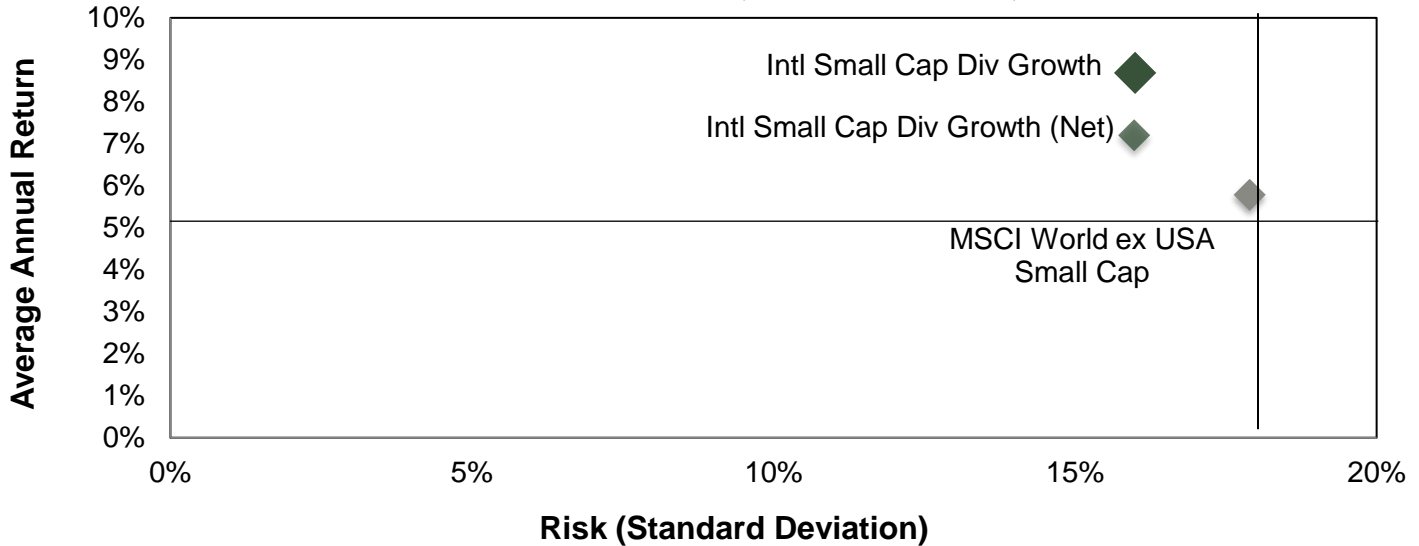 10%
9%
8%
7%
6%
5%
4%
3%
2%
1%
0%
Average Annual Return
Intl Small Cap Div Growth
Intl Small Cap Div Growth (Net)
MSCI World ex USA
Small Cap
0%
5%
10%
15%
20%
Risk (Standard Deviation)